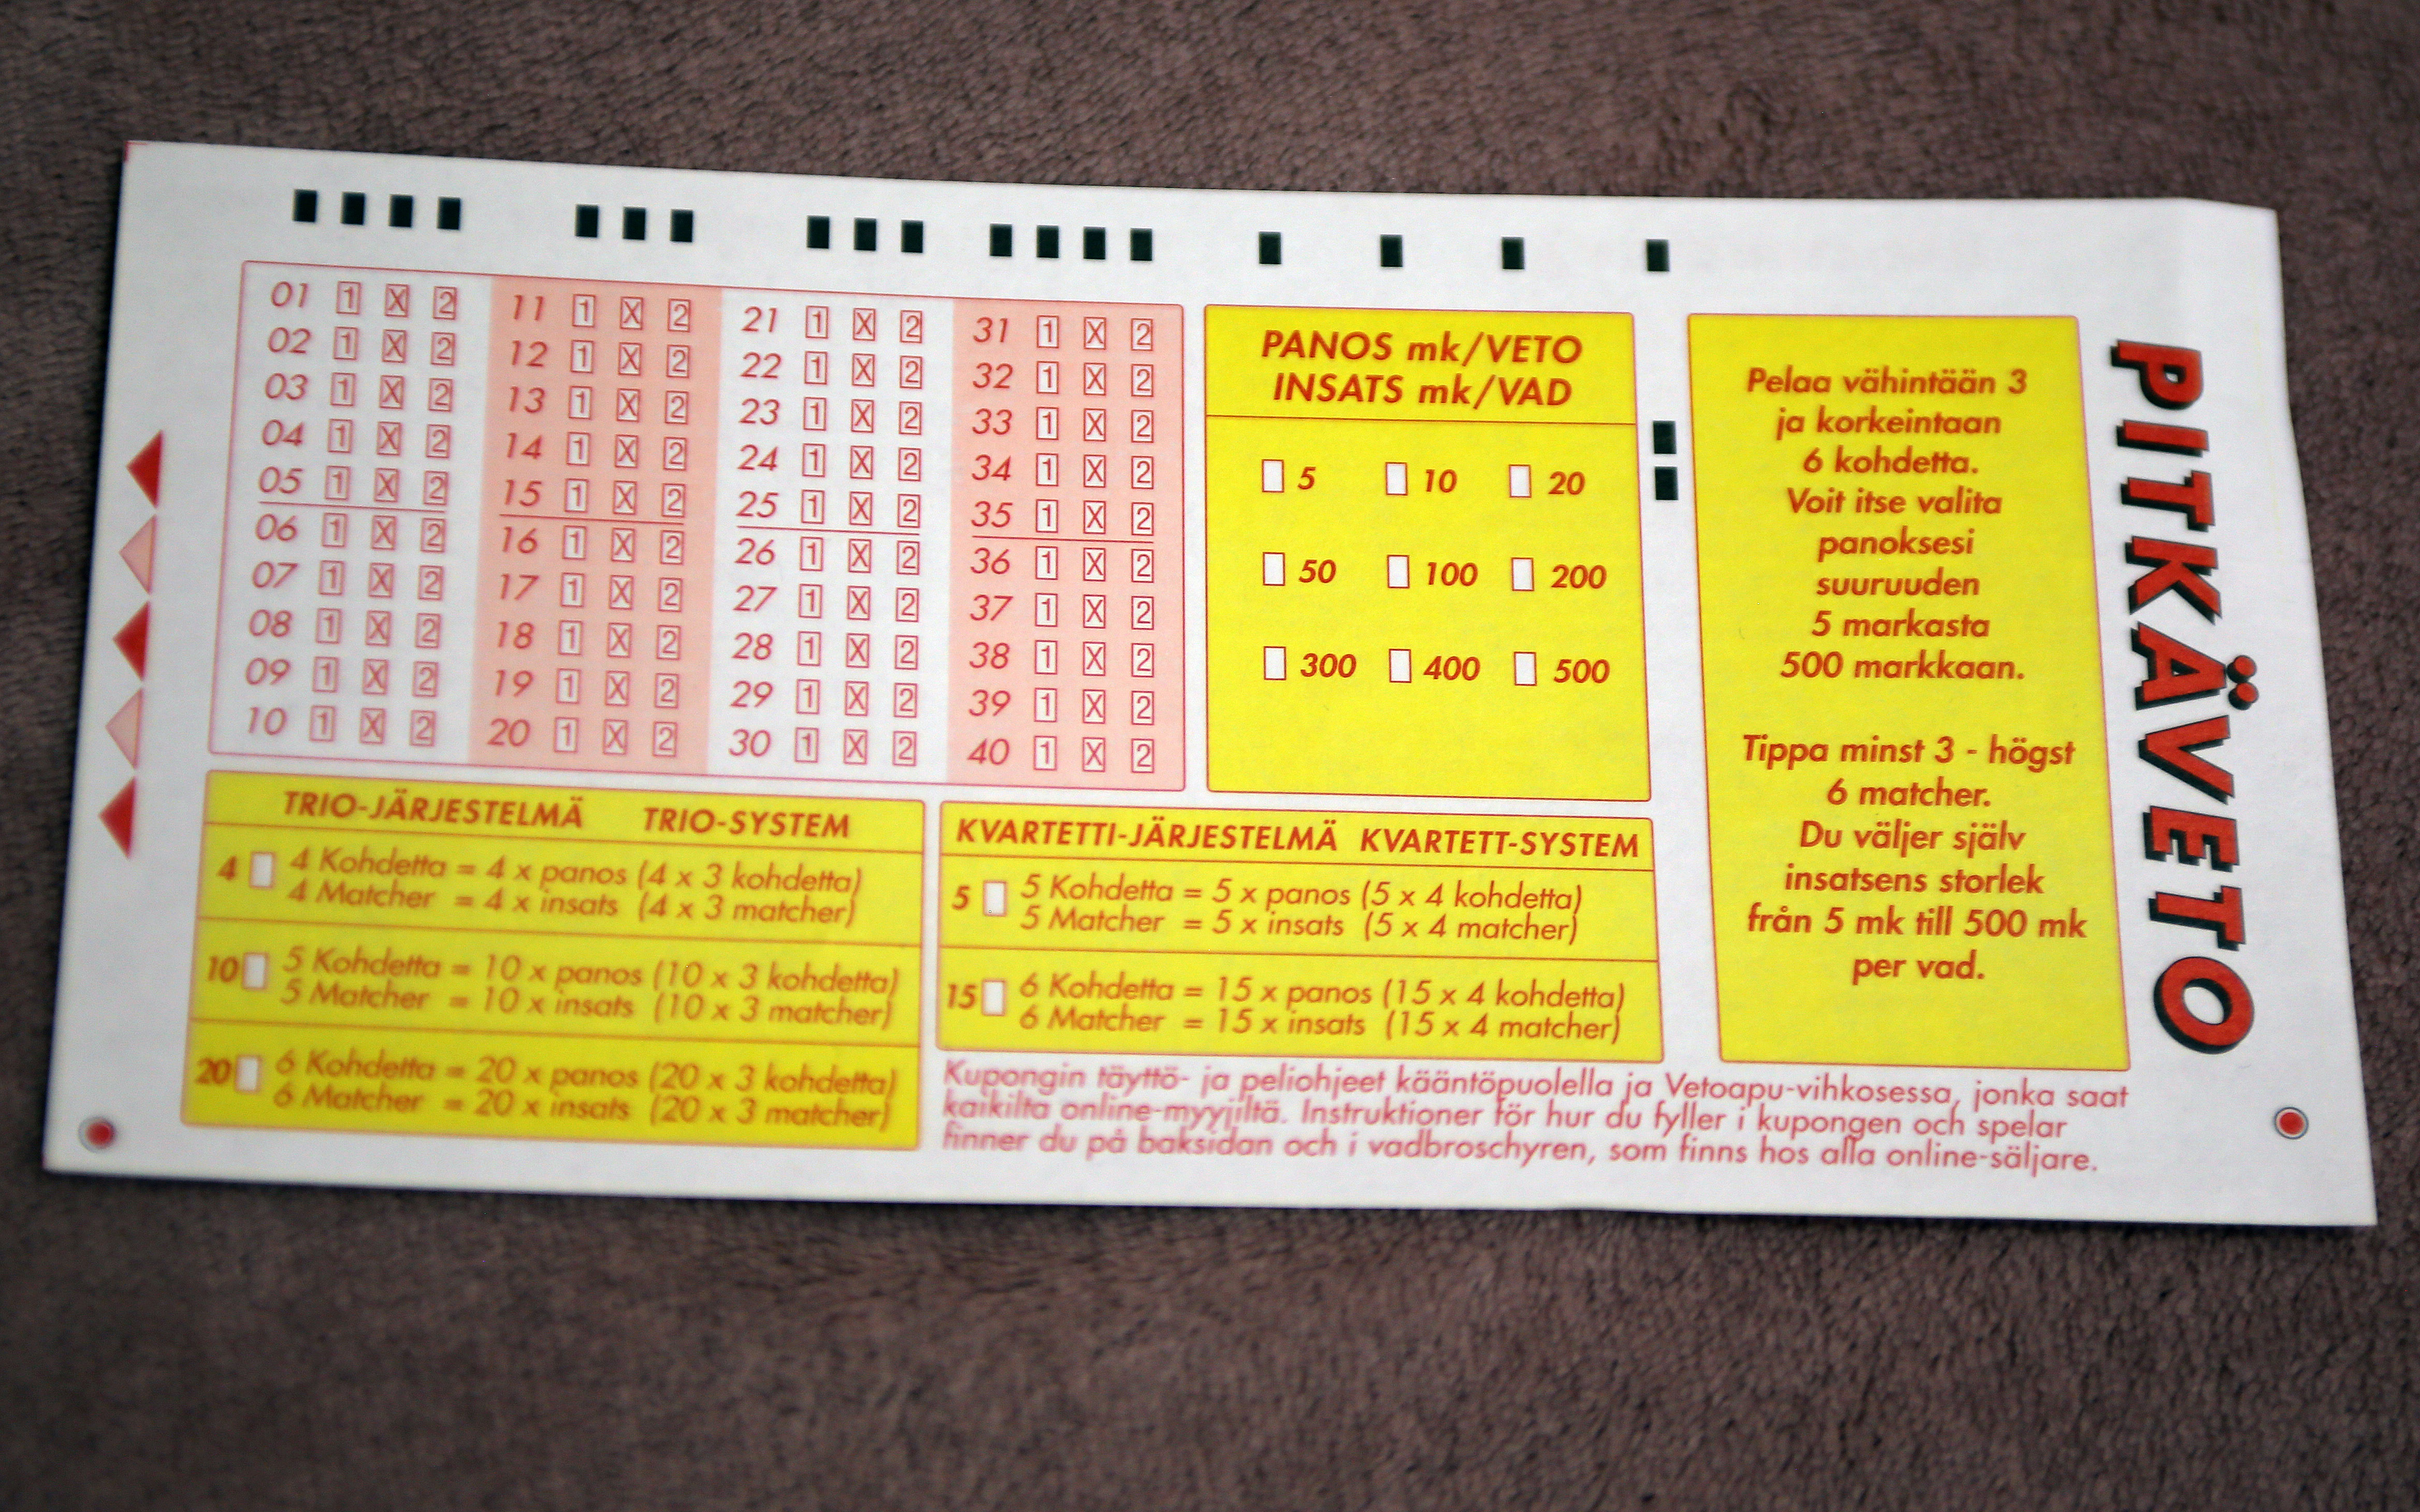 01 1 X 2 11 1 X 2 21 1 X 2 31 1 X 2
02 1 X 2 12 1 X 2 22 1 X 2 32 1 X 2
03 1 X 2 13 1 X 2 23 1 X 2 33 1 X 2
04 1 X 2 14 1 X 2 24 1 X 2 34 1 X 2
05 1 X 2 15 1 X 2 25 1 X 2 35 1 X 2
06 1 X 2 16 1 X 2 26 1 X 2 36 1 X 2
07 1 X 2 17 1 X 2 27 1 X 2 37 1 X 2
08 1 X 2 18 1 X 2 28 1 X 2 38 1 X 2
09 1 X 2 19 1 X 2 29 1 X 2 39 1 X 2
10 1 X 2 20 1 X 2 30 1 X 2 40 1 X 2
PANOS mk/VETO
INSATS mk/VAD
5 10 20
50 100 200
300 400 500
TRIO-JÄRJESTELMÄ TRIO-SYSTEM
4 4 Kohdetta = 4 x panos (4 x 3 kohdetta)
4 Matcher = 4 x insats (4 x 3 matcher)
10 5 Kohdetta = 10 x panos (10 x 3 kohdetta)
5 Matcher = 10 x insats (10 x 3 matcher)
20 6 Kohdetta = 20 x panos (20 x 3 kohdetta)
6 Matcher = 20 x insats (20 x 3 matcher)
KVARTETTI-JÄRJESTELMÄ KVARTETT-SYSTEM
5 5 Kohdetta = 5 x panos (5 x 4 kohdetta)
5 Matcher = 5 x insats (5 x 4 matcher)
15 6 Kohdetta = 15 x panos (15 x 4 kohdetta)
6 Matcher = 15 x insats (15 x 4 matcher)
Kupongin täyttö- ja peliohjeet kääntöpuolella ja Vetoapu-vihkosessa, jonka saat
kaikilta online-myyjiltä. Instruktioner för hur du fyller i kupongen och spelar
finner du på baksidan och i vadbroschyren, som finns hos alla online-säljare.
Pelaa vähintään 3
ja korkeintaan
6 kohdetta.
Voit itse valita
panoksesi
suuruuden
5 markasta
500 markkaan.
Tippa minst 3 - högst
6 matcher.
Du väljer själv
insatsens storlek
från 5 mk till 500 mk
per vad.
PITKÄVETO